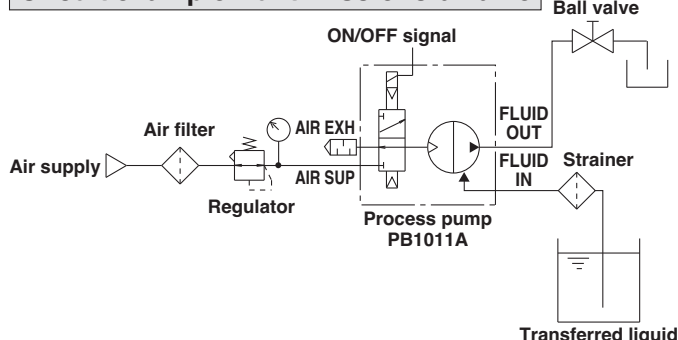 Ball valve
ON/OFF signal
Air filter
AIR EXH
FLUID
OUT
Air supply
AIR SUP
FLUID
IN
Strainer
Regulator
Process pump
PB1011A
Transferred liquid